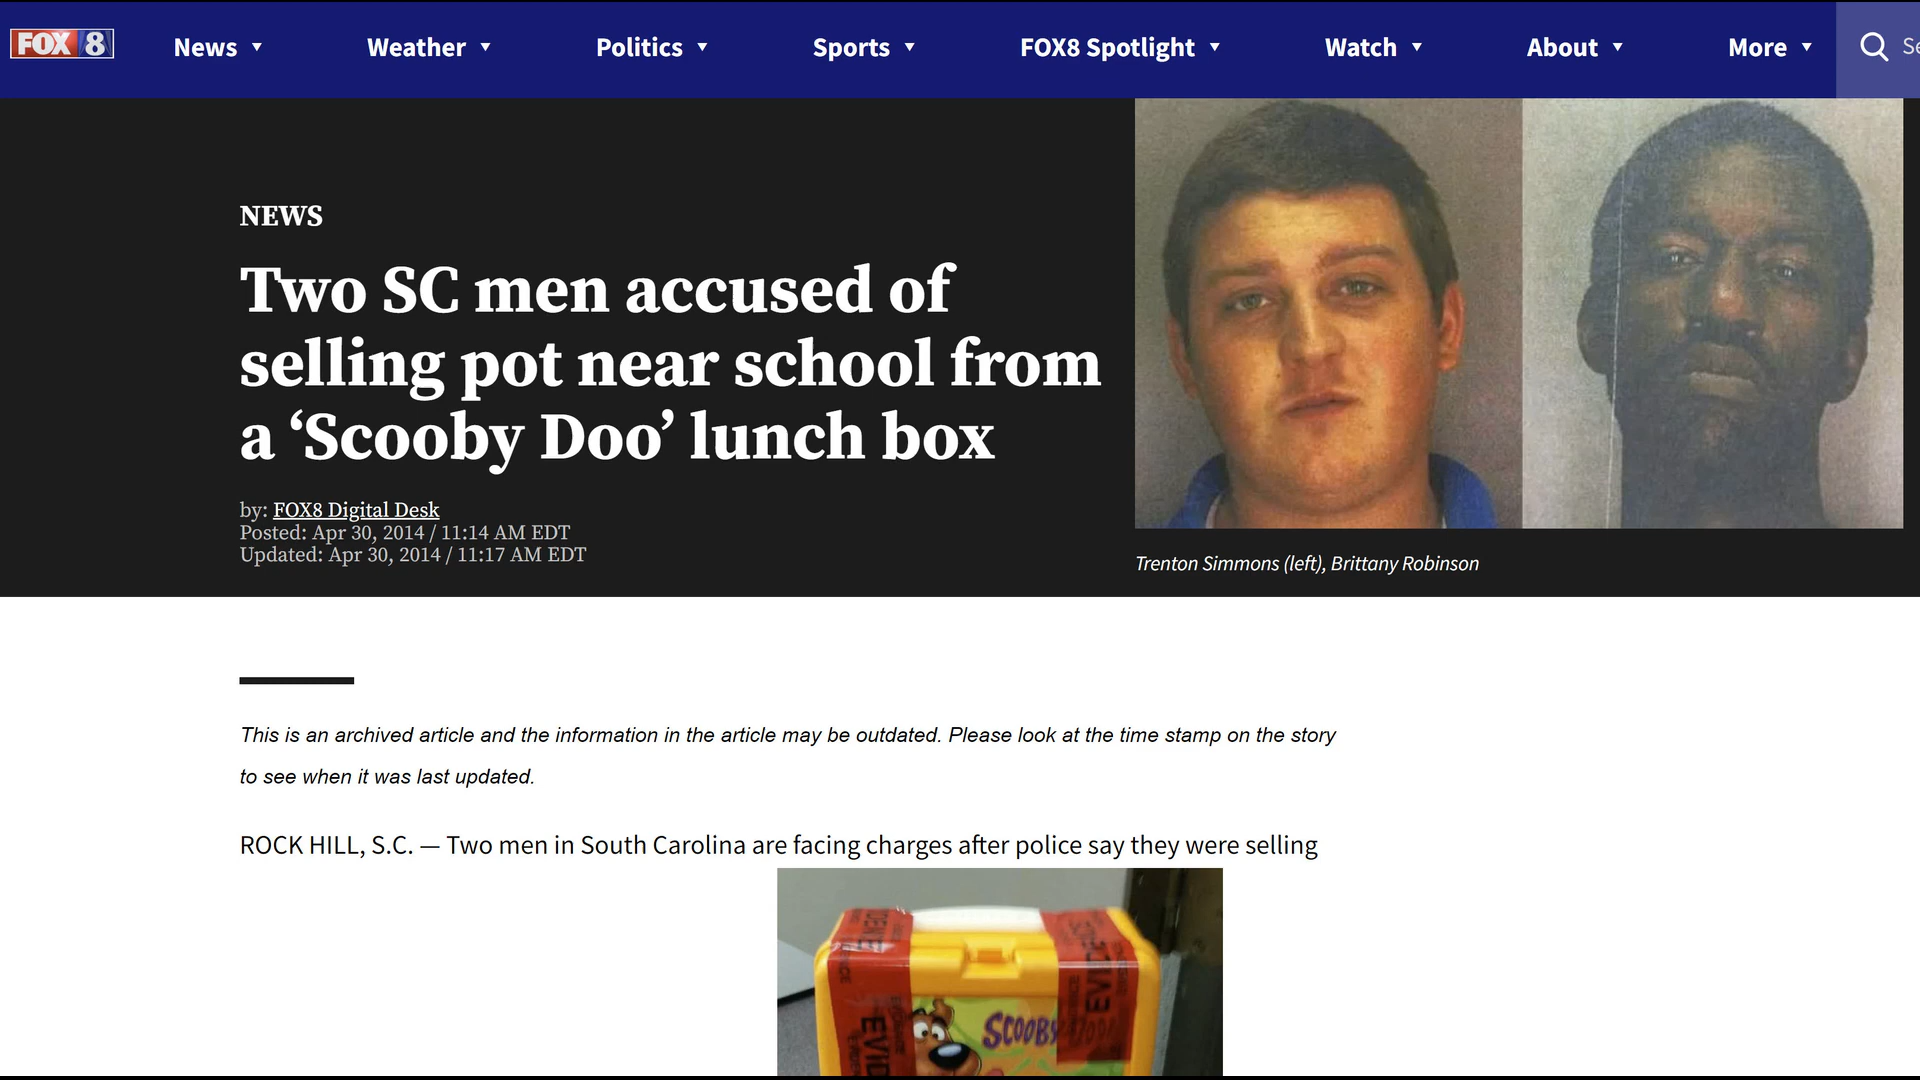 FOX 8
News
Weather
Politics
Sports
FOX8 Spotlight
Watch
About
More
NEWS
Two SC men accused of
selling pot near school from
a ‘Scooby Doo’ lunch box
by: FOX8 Digital Desk
Posted: Apr 30, 2014 / 11:14 AM EDT
Updated: Apr 30, 2014 / 11:17 AM EDT
Trenton Simmons (left), Brittany Robinson
This is an archived article and the information in the article may be outdated. Please look at the time stamp on the story
to see when it was last updated.
ROCK HILL, S.C. — Two men in South Carolina are facing charges after police say they were selling
SCOOBY